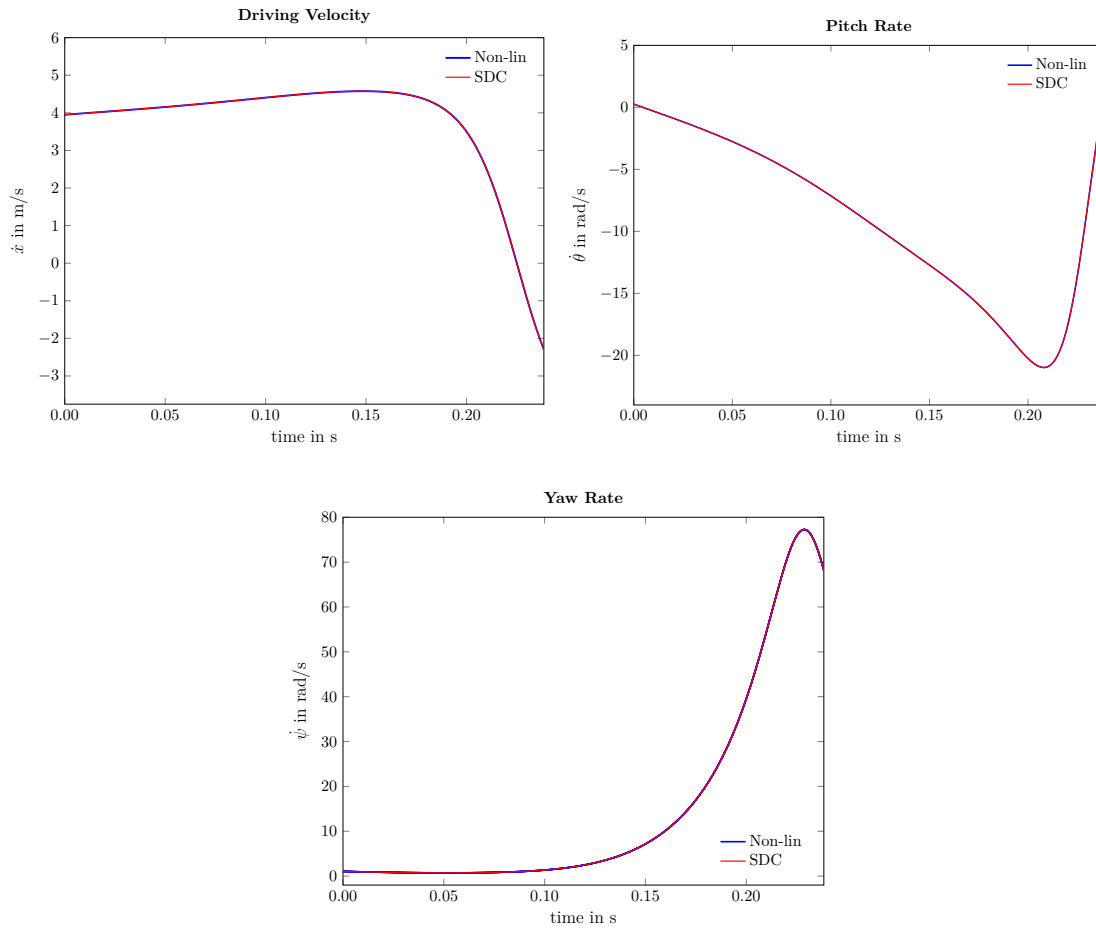 Driving Velocity
6
5
4
3
2
1
0
−1
−2
−3
ẋ in m/s
Non-lin
SDC
0.00 0.05 0.10 0.15 0.20
time in s
Pitch Rate
5
0
−5
−10
−15
−20
θ̇ in rad/s
Non-lin
SDC
0.00 0.05 0.10 0.15 0.20
time in s
Yaw Rate
80
70
60
50
40
30
20
10
0
ψ̇ in rad/s
Non-lin
SDC
0.00 0.05 0.10 0.15 0.20
time in s